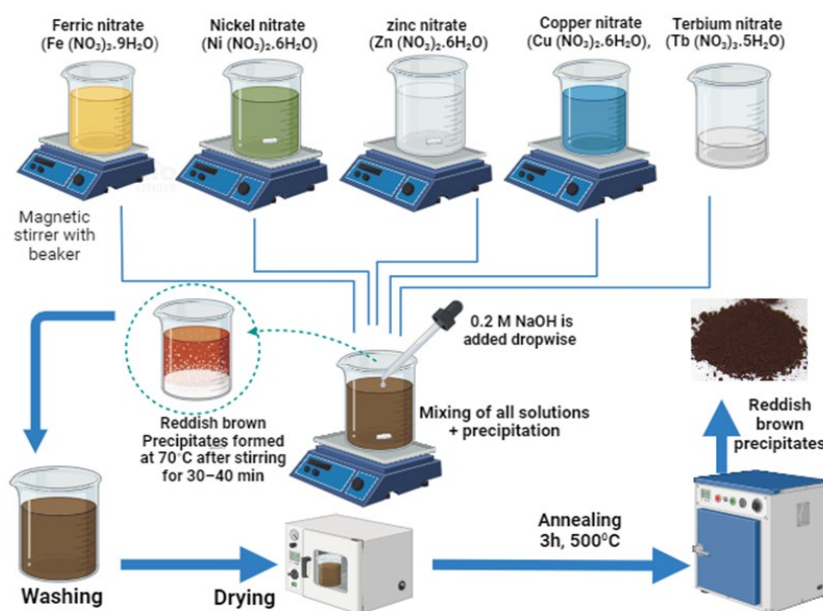 Ferric nitrate
(Fe (NO₃)₃.9H₂O)
Nickel nitrate
(Ni (NO₃)₂.6H₂O)
zinc nitrate
(Zn (NO₃)₂.6H₂O)
Copper nitrate
(Cu (NO₃)₂.6H₂O),
Terbium nitrate
(Tb (NO₃)₃.5H₂O)
Magnetic
stirrer with
beaker
0.2 M NaOH is
added dropwise
Mixing of all solutions
+ precipitation
Reddish brown
Precipitates formed
at 70°C after stirring
for 30–40 min
Reddish
brown
precipitates
Washing
Drying
Annealing
3h, 500⁰C